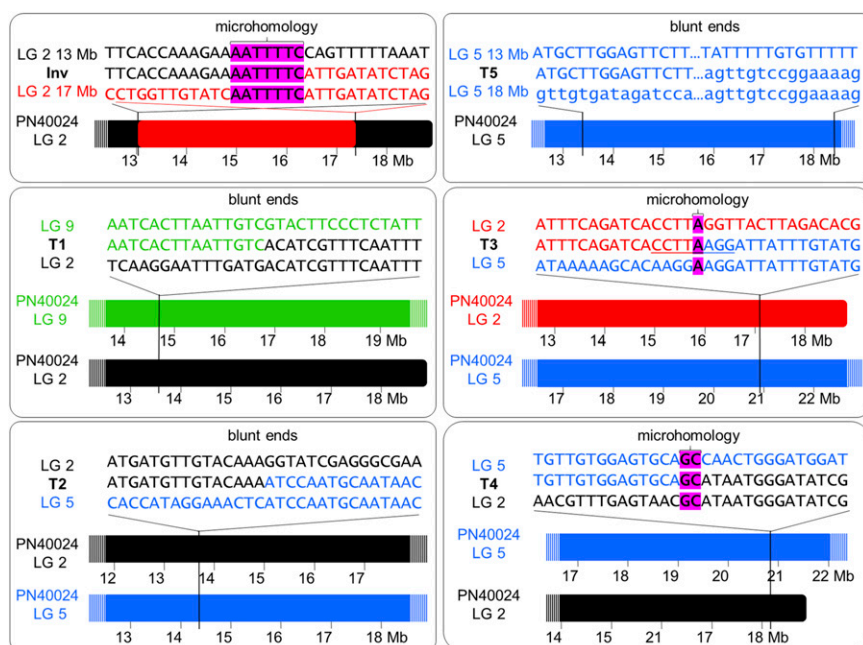 microhomology
LG 2 13 Mb TTCACCAAAGAAAATTTTCCAGTTTTTAAAT
Inv TTCACCAAAGAAAATTTTCATTGATATCTAG
LG 2 17 Mb CCTGGTTGTATCAATTTTCATTGATATCTAG
PN40024
LG 2
13 14 15 16 17 18 Mb
blunt ends
LG 5 13 Mb ATGCTTGGAGTTCTT...TATTTTTGTGTTTTT
T5 ATGCTTGGAGTTCTT...agttgtccggaaaag
LG 5 18 Mb gttgtgatagatcca...agttgtccggaaaag
PN40024
LG 5
13 14 15 16 17 18 Mb
blunt ends
LG 9 AATCACTTAATTGTCGTACTTCCCTCTATT
T1 AATCACTTAATTGTCACATCGTTTCAATTT
LG 2 TCAAGGAATTTGATGACATCGTTTCAATTT
PN40024
LG 9
14 15 16 17 18 19 Mb
PN40024
LG 2
13 14 15 16 17 18 Mb
microhomology
LG 2 ATTTCAGATCACCTTAGGTTACTTAGACACG
T3 ATTTCAGATCACCTTAAGGATTATTTGTATG
LG 5 ATAAAAAGCACAAGGAAGGATTATTTGTATG
PN40024
LG 2
13 14 15 16 17 18 Mb
PN40024
LG 5
17 18 19 20 21 22 Mb
blunt ends
LG 2 ATGATGTTGTACAAAGGTATCGAGGGCGAA
T2 ATGATGTTGTACAAAATCCAATGCAATAAC
LG 5 CACCATAGGAAACTCATCCAATGCAATAAC
PN40024
LG 2
12 13 14 15 16 17
PN40024
LG 5
13 14 15 16 17 18 Mb
microhomology
LG 5 TGTTGTGGAGTGCAGCCAACTGGGATGGAT
T4 TGTTGTGGAGTGCAGCATAATGGGATATCG
LG 2 AACGTTTGAGTAACGCATAATGGGATATCG
PN40024
LG 5
17 18 19 20 21 22 Mb
PN40024
LG 2
14 15 21 17 18 Mb